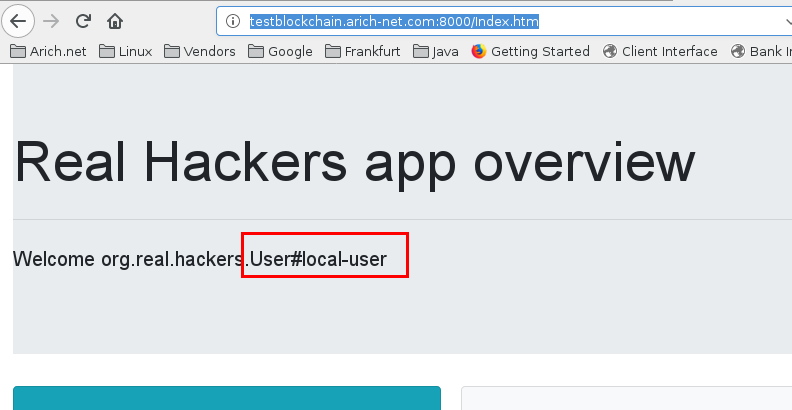 testblockchain.arich-net.com:8000/Index.htm
Arich.net Linux Vendors Google Frankfurt Java Getting Started Client Interface Bank In
Real Hackers app overview
Welcome org.real.hackers.User#local-user